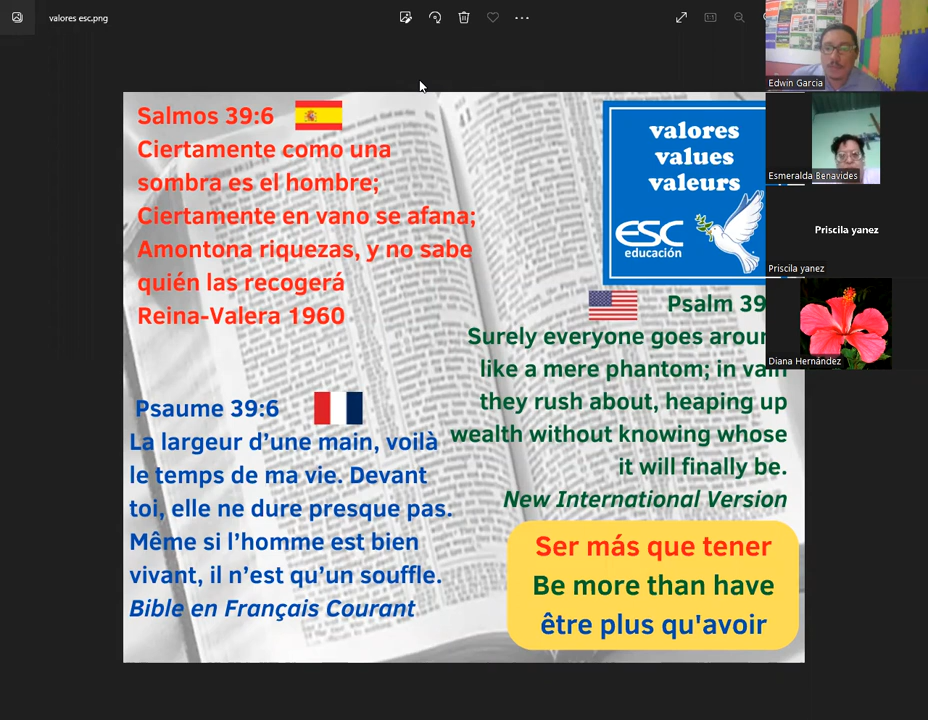 valores esc.png
Salmos 39:6
Ciertamente como una
sombra es el hombre;
Ciertamente en vano se afana;
Amontona riquezas, y no sabe
quién las recogerá
Reina-Valera 1960
Psaume 39:6
La largeur d’une main, voilà
le temps de ma vie. Devant
toi, elle ne dure presque pas.
Même si l’homme est bien
vivant, il n’est qu’un souffle.
Bible en Français Courant
valores
values
valeurs
esc
educación
Psalm 39
Surely everyone goes aroun
like a mere phantom; in vain
they rush about, heaping up
wealth without knowing whose
it will finally be.
New International Version
Ser más que tener
Be more than have
être plus qu'avoir
Edwin Garcia
Esmeralda Benavides
Priscila yanez
Priscila yanez
Diana Hernández